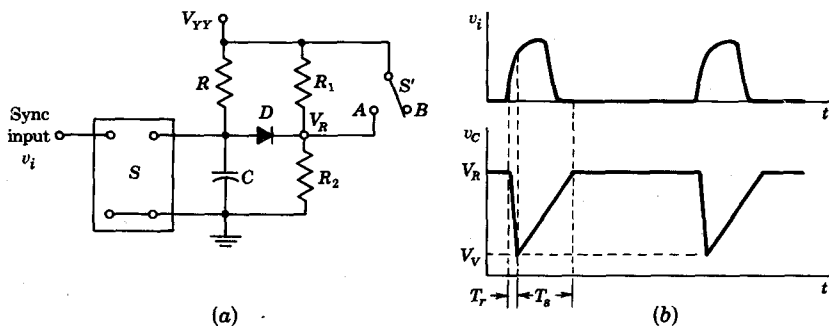 V_YY
v_i
R
R_1
S'
A
B
D
V_R
Sync
input
v_i
S
C
R_2
(a)
t
v_C
V_R
V_V
t
T_r
T_s
(b)